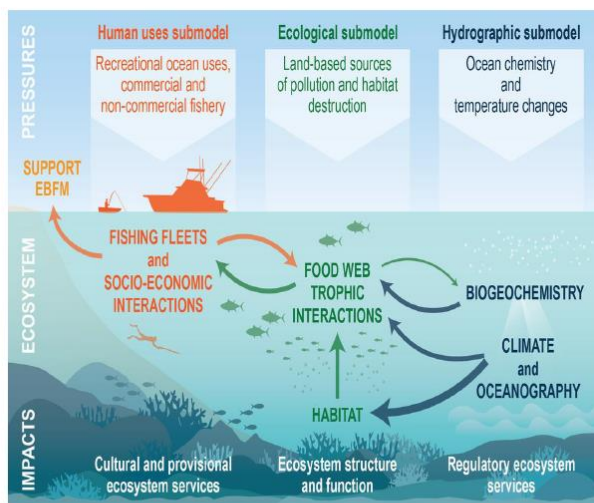 PRESSURES
Human uses submodel
Recreational ocean uses,
commercial and
non-commercial fishery
Ecological submodel
Land-based sources
of pollution and habitat
destruction
Hydrographic submodel
Ocean chemistry
and
temperature changes
SUPPORT
EBFM
ECOSYSTEM
FISHING FLEETS
and
SOCIO-ECONOMIC
INTERACTIONS
FOOD WEB
TROPHIC
INTERACTIONS
BIOGEOCHEMISTRY
CLIMATE
and
OCEANOGRAPHY
HABITAT
IMPACTS
Cultural and provisional
ecosystem services
Ecosystem structure
and function
Regulatory ecosystem
services